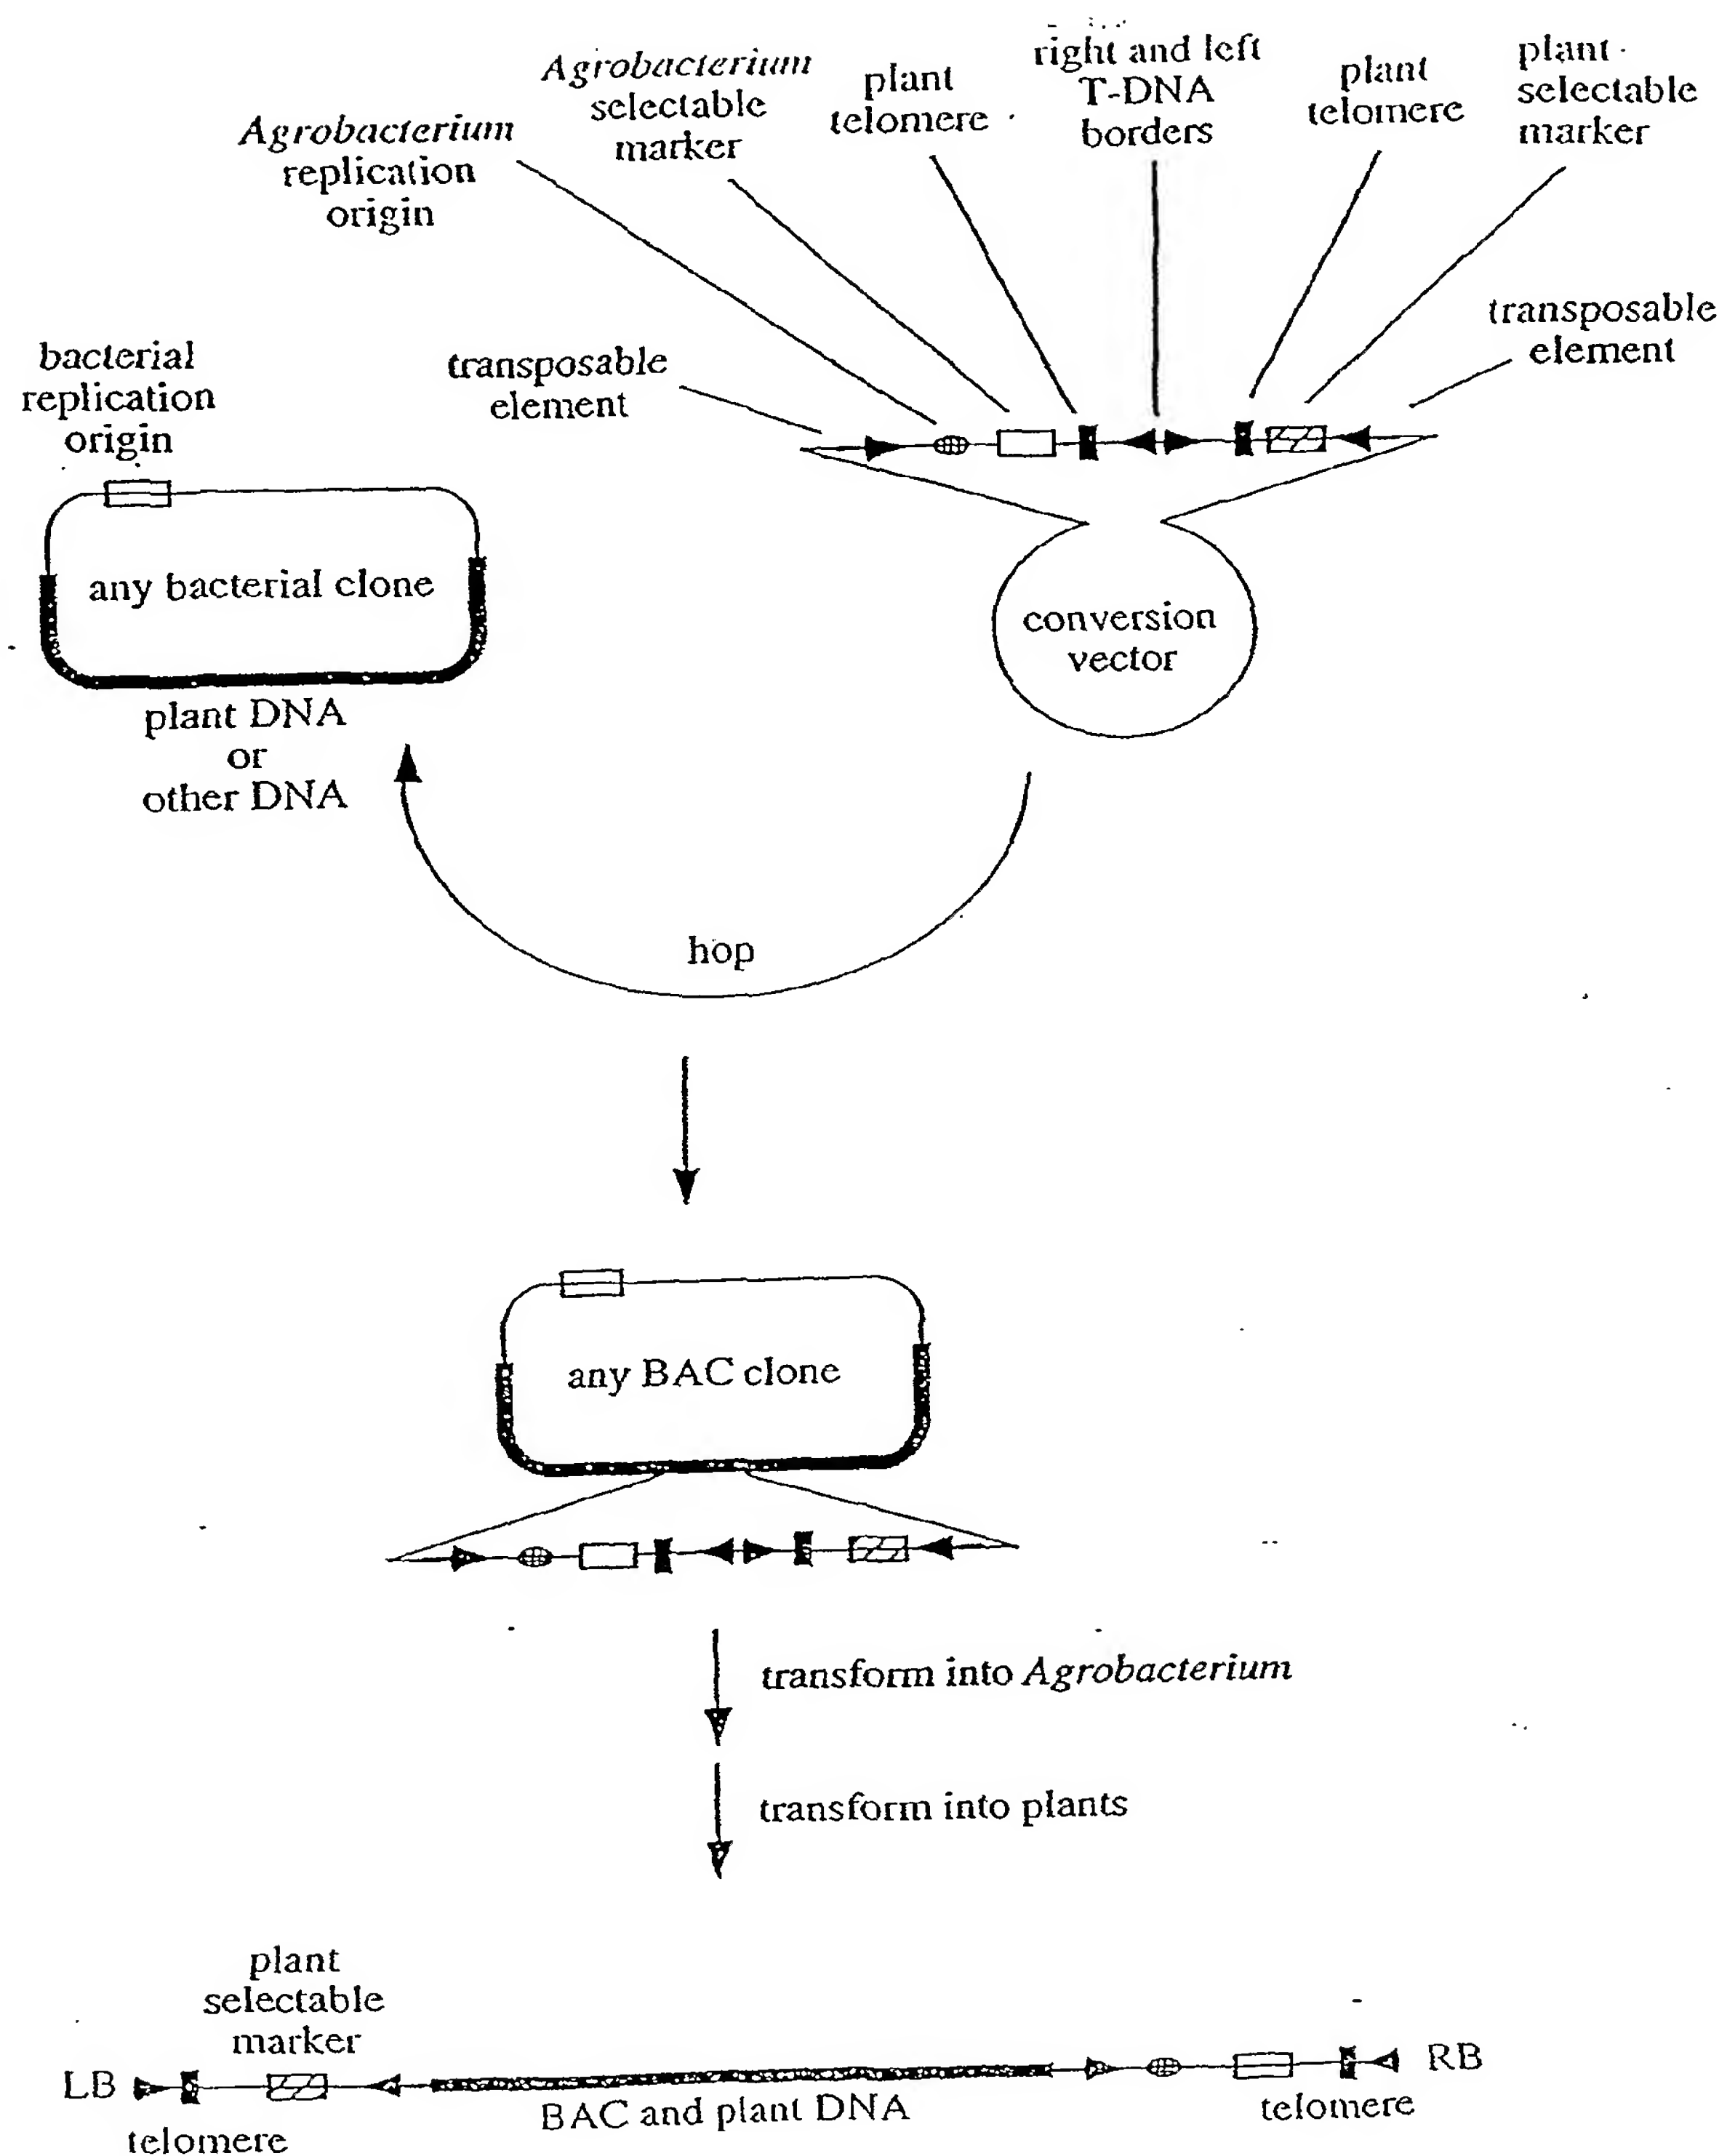 Agrobacterium
replication
origin
Agrobacterium
selectable
marker
plant
telomere
right and left
T-DNA
borders
plant
telomere
plant
selectable
marker
transposable
element
transposable
element
bacterial
replication
origin
any bacterial clone
plant DNA
or
other DNA
conversion
vector
hop
any BAC clone
transform into Agrobacterium
transform into plants
plant
selectable
marker
LB
telomere
BAC and plant DNA
telomere
RB